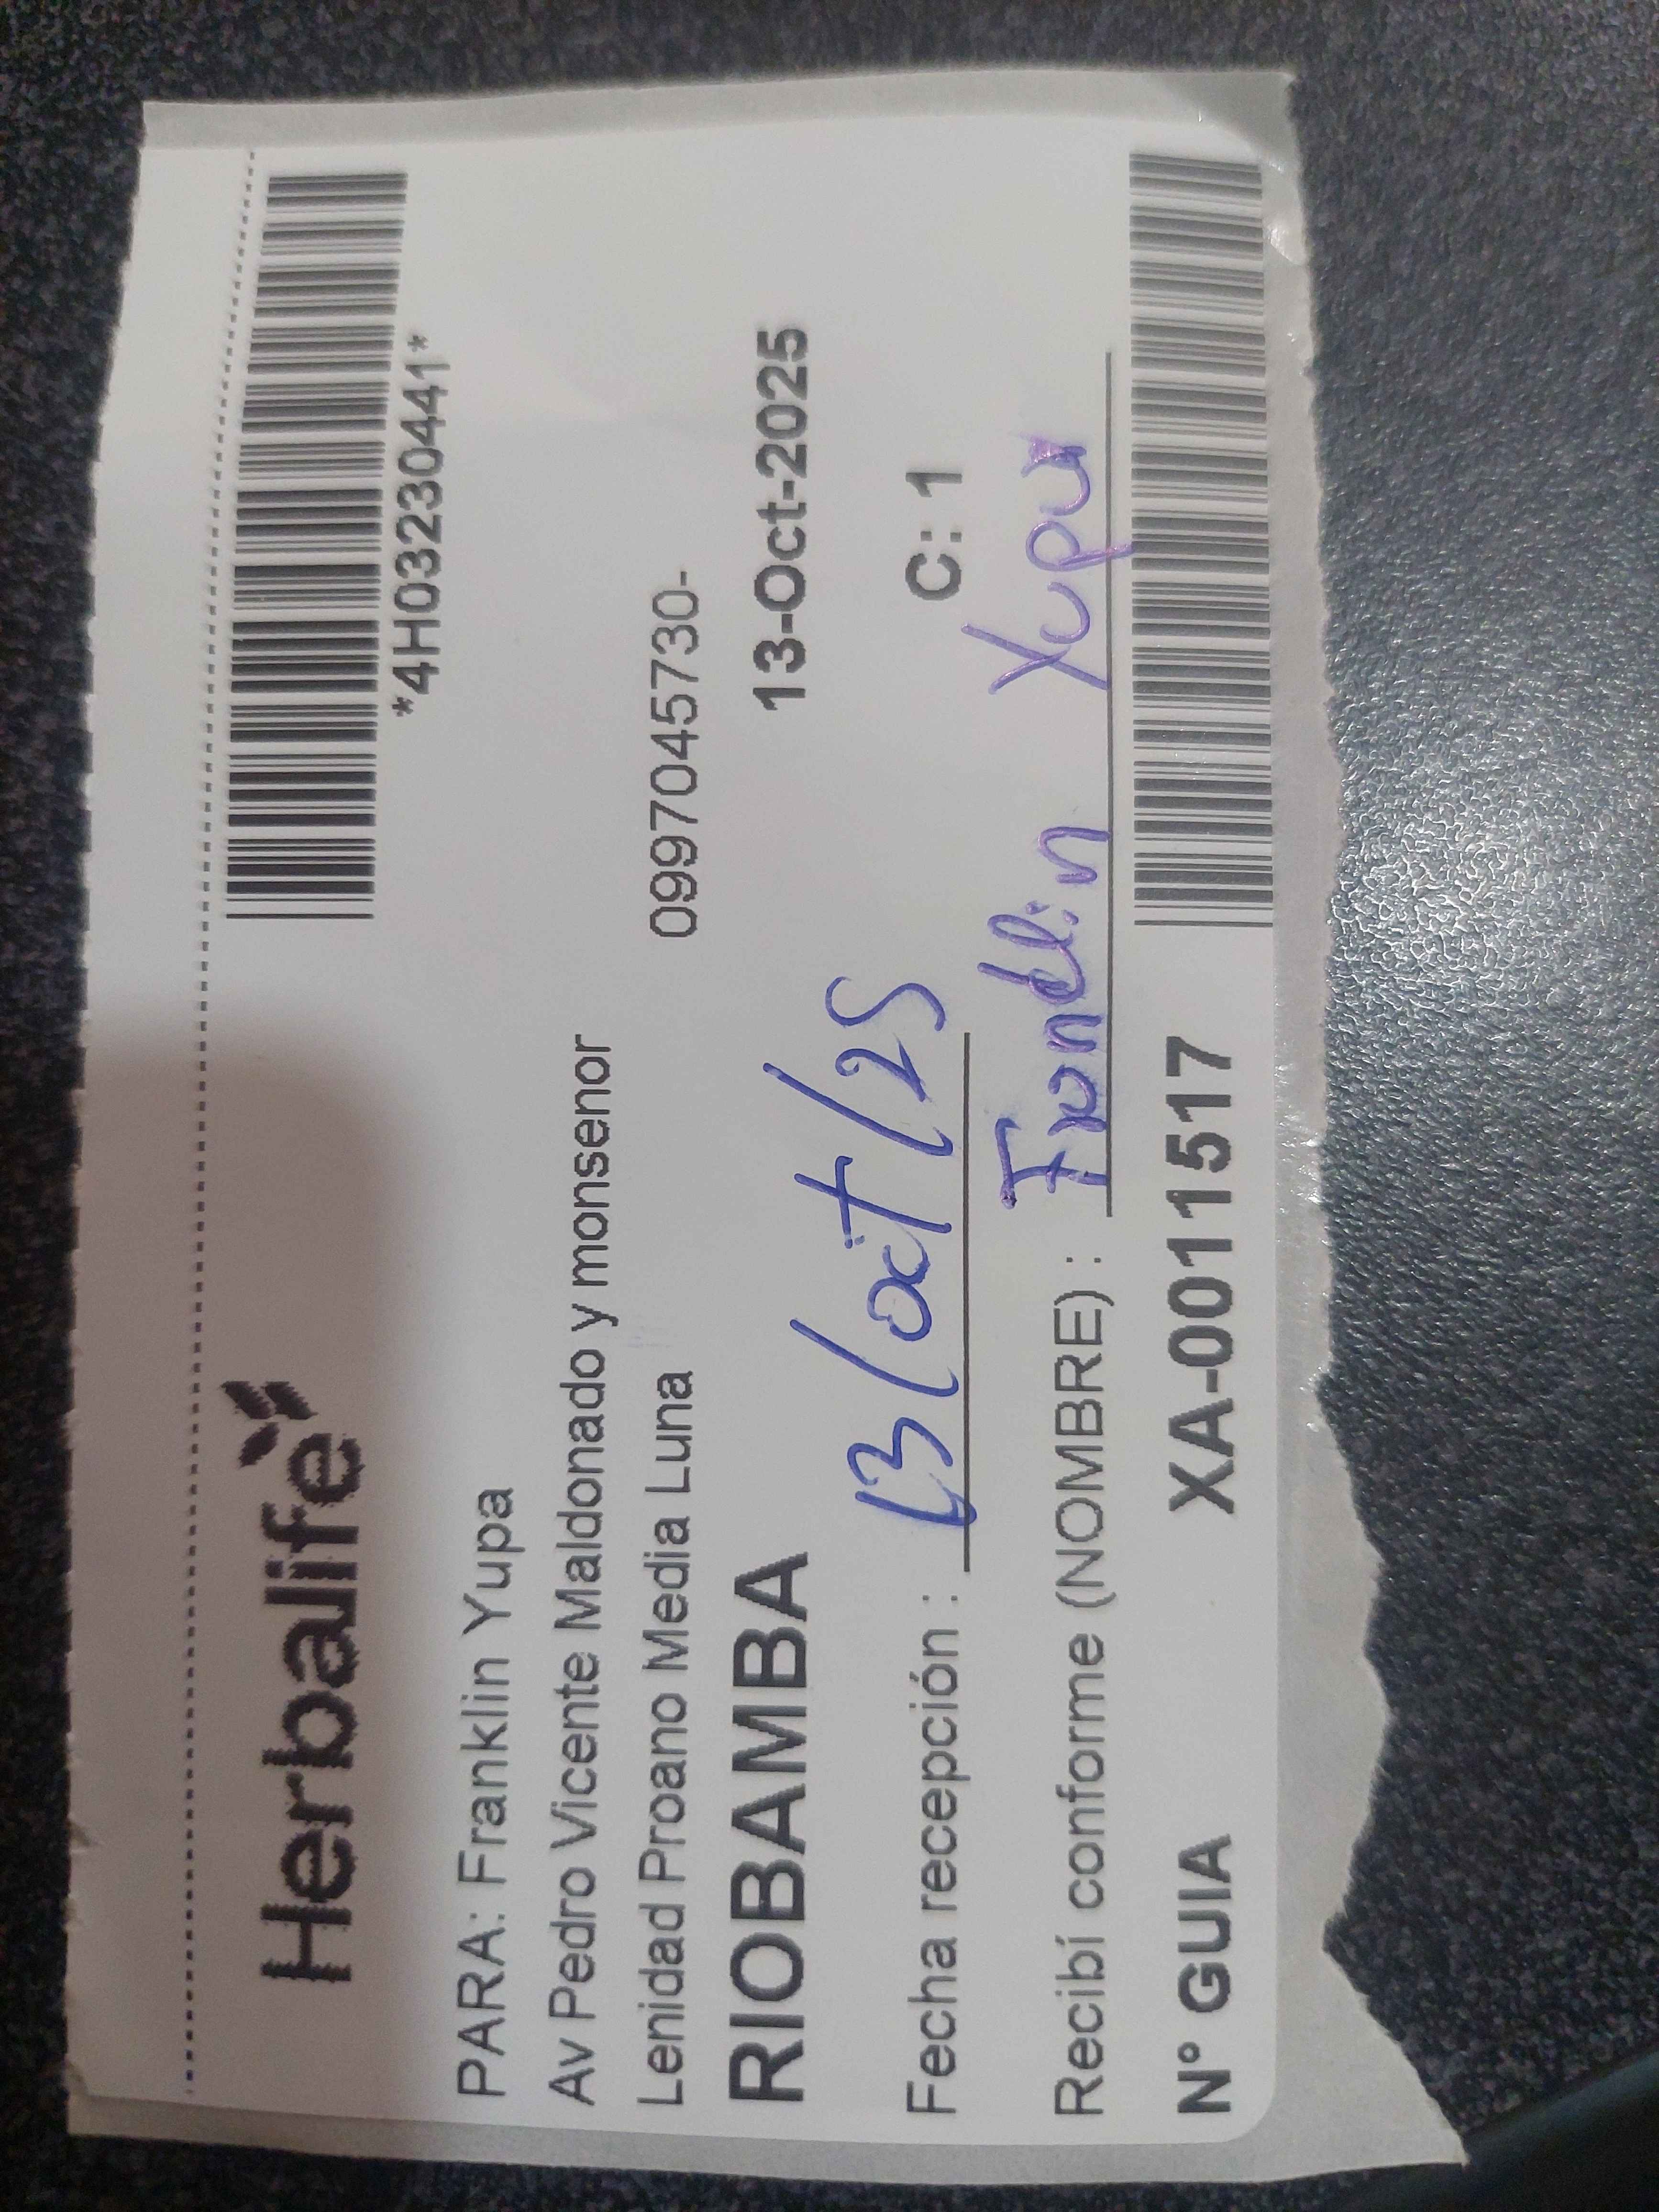 Herbalife
*4H03230441*
PARA: Franklin Yupa
Av Pedro Vicente Maldonado y monsenor
Lenidad Proano Media Luna 0997045730-
RIOBAMBA 13-Oct-2025
Fecha recepción : 13/oct/25 C: 1
Recibí conforme (NOMBRE) : Franklin Yupa
N° GUIA XA-0011517